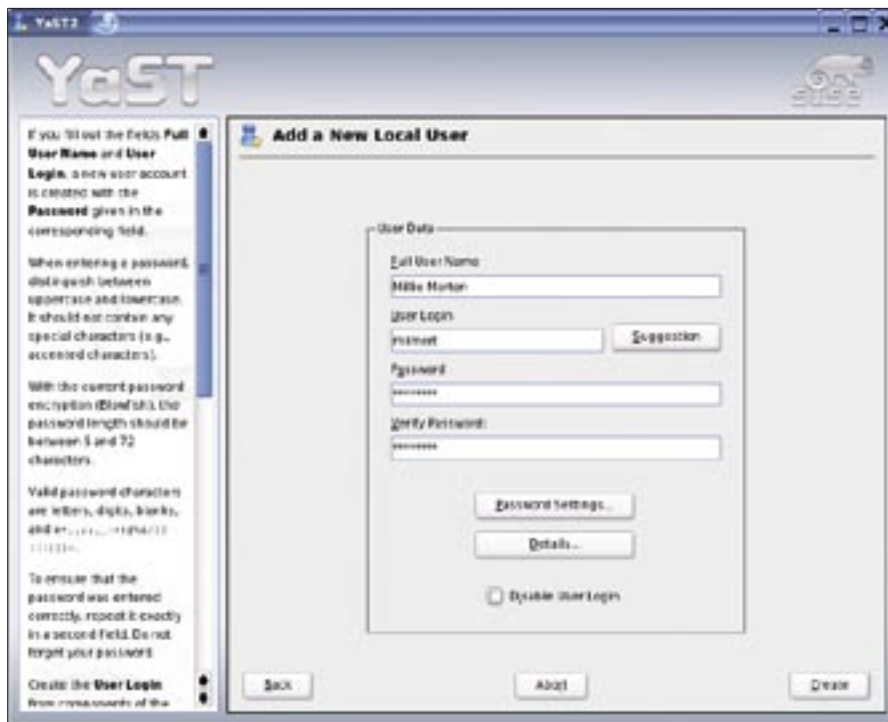 YaST2
YaST
suse
If you fill out the fields Full
User Name and User
Login, a new user account
is created with the
Password given in the
corresponding field.
When entering a password,
distinguish between
uppercase and lowercase.
It should not contain any
special characters (e.g.,
accented characters).
With the current password
encryption (Blowfish), the
password length should be
between 5 and 72
characters.
Valid password characters
are letters, digits, blanks,
and
To ensure that the
password was entered
correctly, repeat it exactly
in a second field. Do not
forget your password.
Create the User Login
from components of the
Add a New Local User
User Data
Full User Name
Millie Morton
User Login
Suggestion
Password
*********
Verify Password:
*********
Password Settings...
Details...
Disable User Login
Back
Abort
Create